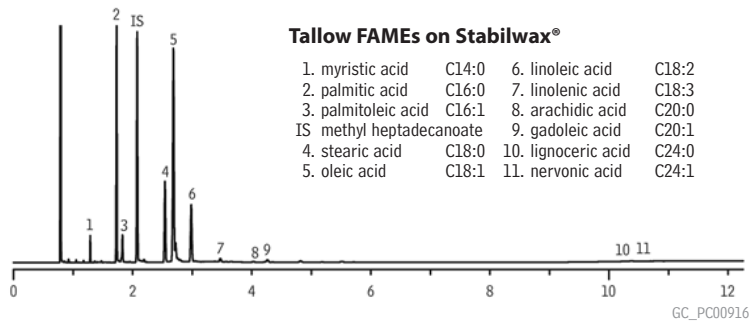 Tallow FAMEs on Stabilwax®
1. myristic acid C14:0 6. linoleic acid C18:2
2. palmitic acid C16:0 7. linolenic acid C18:3
3. palmitoleic acid C16:1 8. arachidic acid C20:0
IS methyl heptadecanoate 9. gadoleic acid C20:1
4. stearic acid C18:0 10. lignoceric acid C24:0
5. oleic acid C18:1 11. nervonic acid C24:1
2 IS
5
4
6
1 3
7 8 9 10 11
0 2 4 6 8 10 12
GC_PC00916